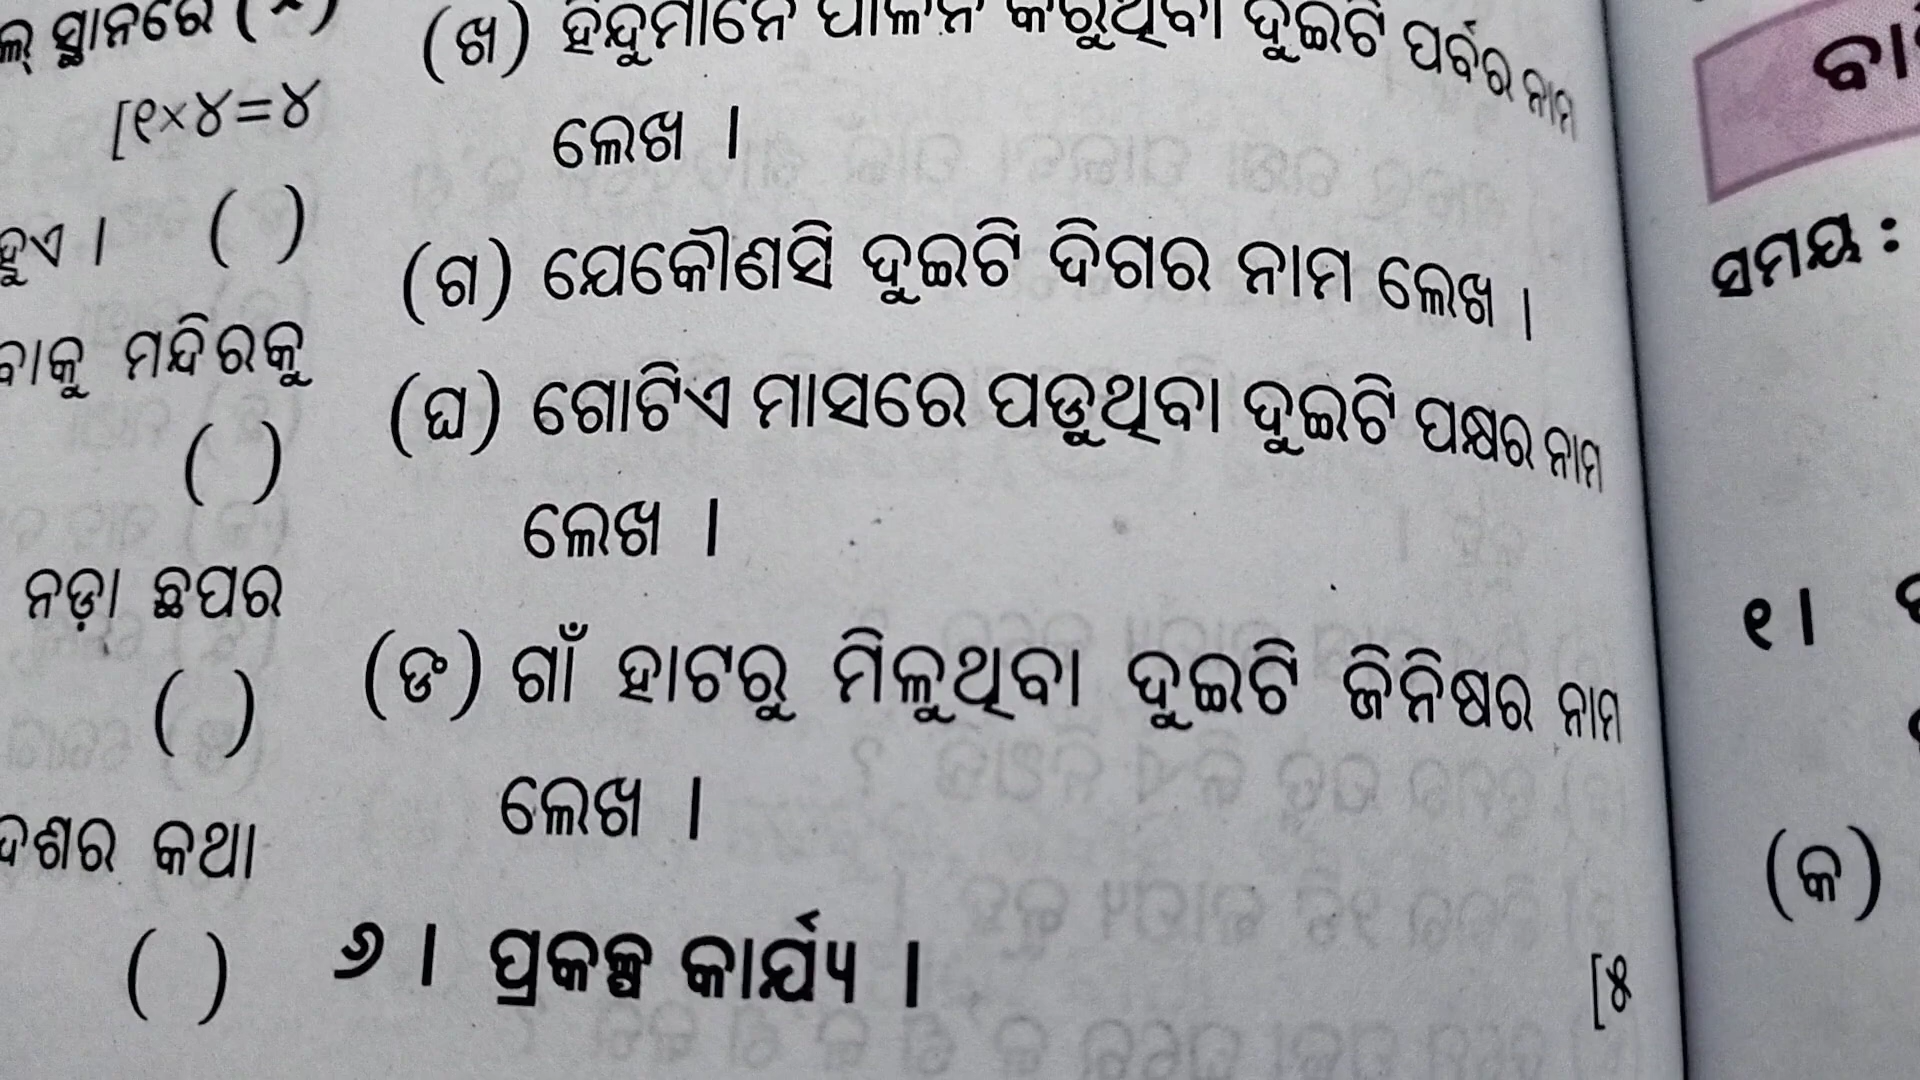 ସ୍ଥାନରେ (
[୧×୪=୪
ହୁଏ । ( )
ବାକୁ ମନ୍ଦିରକୁ
( )
ନଡ଼ା ଛପର
( )
ଦଶର କଥା
( )
(ଖ) ହିନ୍ଦୁମାନେ ପାଳନ କରୁଥିବା ଦୁଇଟି ପର୍ବର ନାମ
ଲେଖ ।
(ଗ) ଯେକୌଣସି ଦୁଇଟି ଦିଗର ନାମ ଲେଖ ।
(ଘ) ଗୋଟିଏ ମାସରେ ପଡୁଥିବା ଦୁଇଟି ପକ୍ଷର ନାମ
ଲେଖ ।
(ଙ) ଗାଁ ହାଟରୁ ମିଳୁଥିବା ଦୁଇଟି ଜିନିଷର ନାମ
ଲେଖ ।
୬ । ପ୍ରକଳ୍ପ କାର୍ଯ୍ୟ ।
[୫
ସମୟ :
୧ ।
(କ)